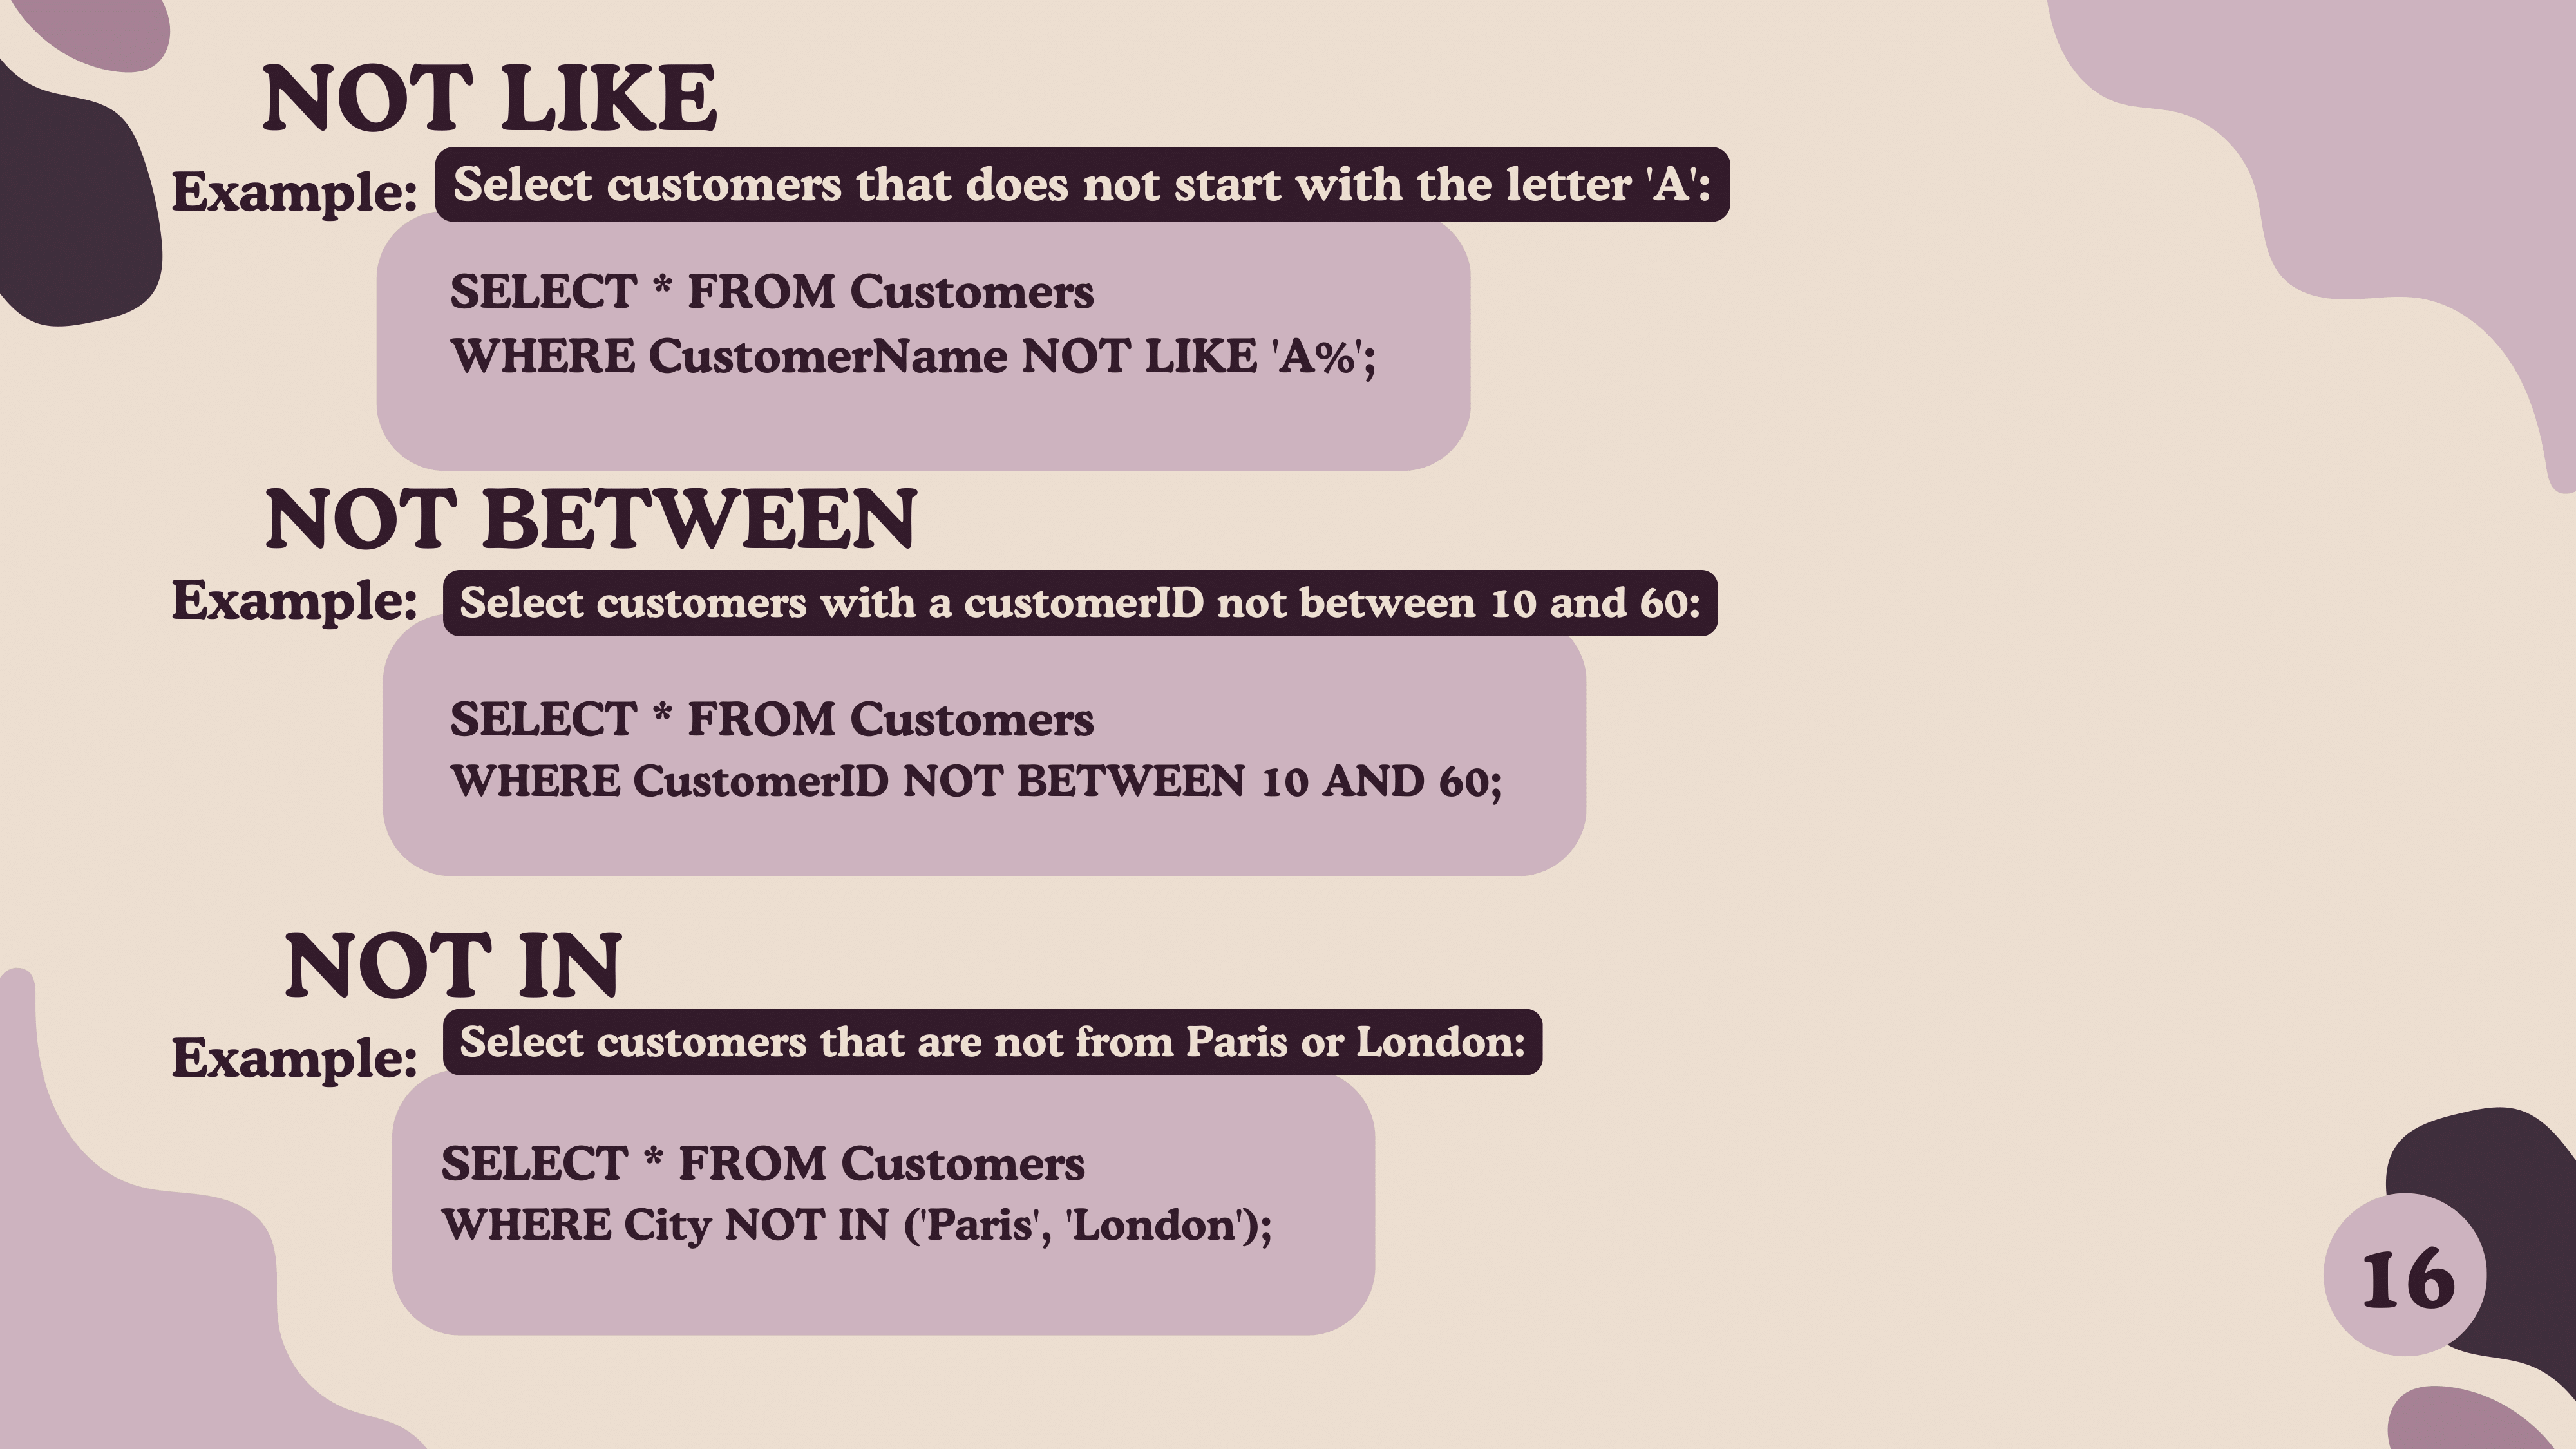 NOT LIKE
Example: Select customers that does not start with the letter 'A':
SELECT * FROM Customers
WHERE CustomerName NOT LIKE 'A%';
NOT BETWEEN
Example: Select customers with a customerID not between 10 and 60:
SELECT * FROM Customers
WHERE CustomerID NOT BETWEEN 10 AND 60;
NOT IN
Example: Select customers that are not from Paris or London:
SELECT * FROM Customers
WHERE City NOT IN ('Paris', 'London');
16